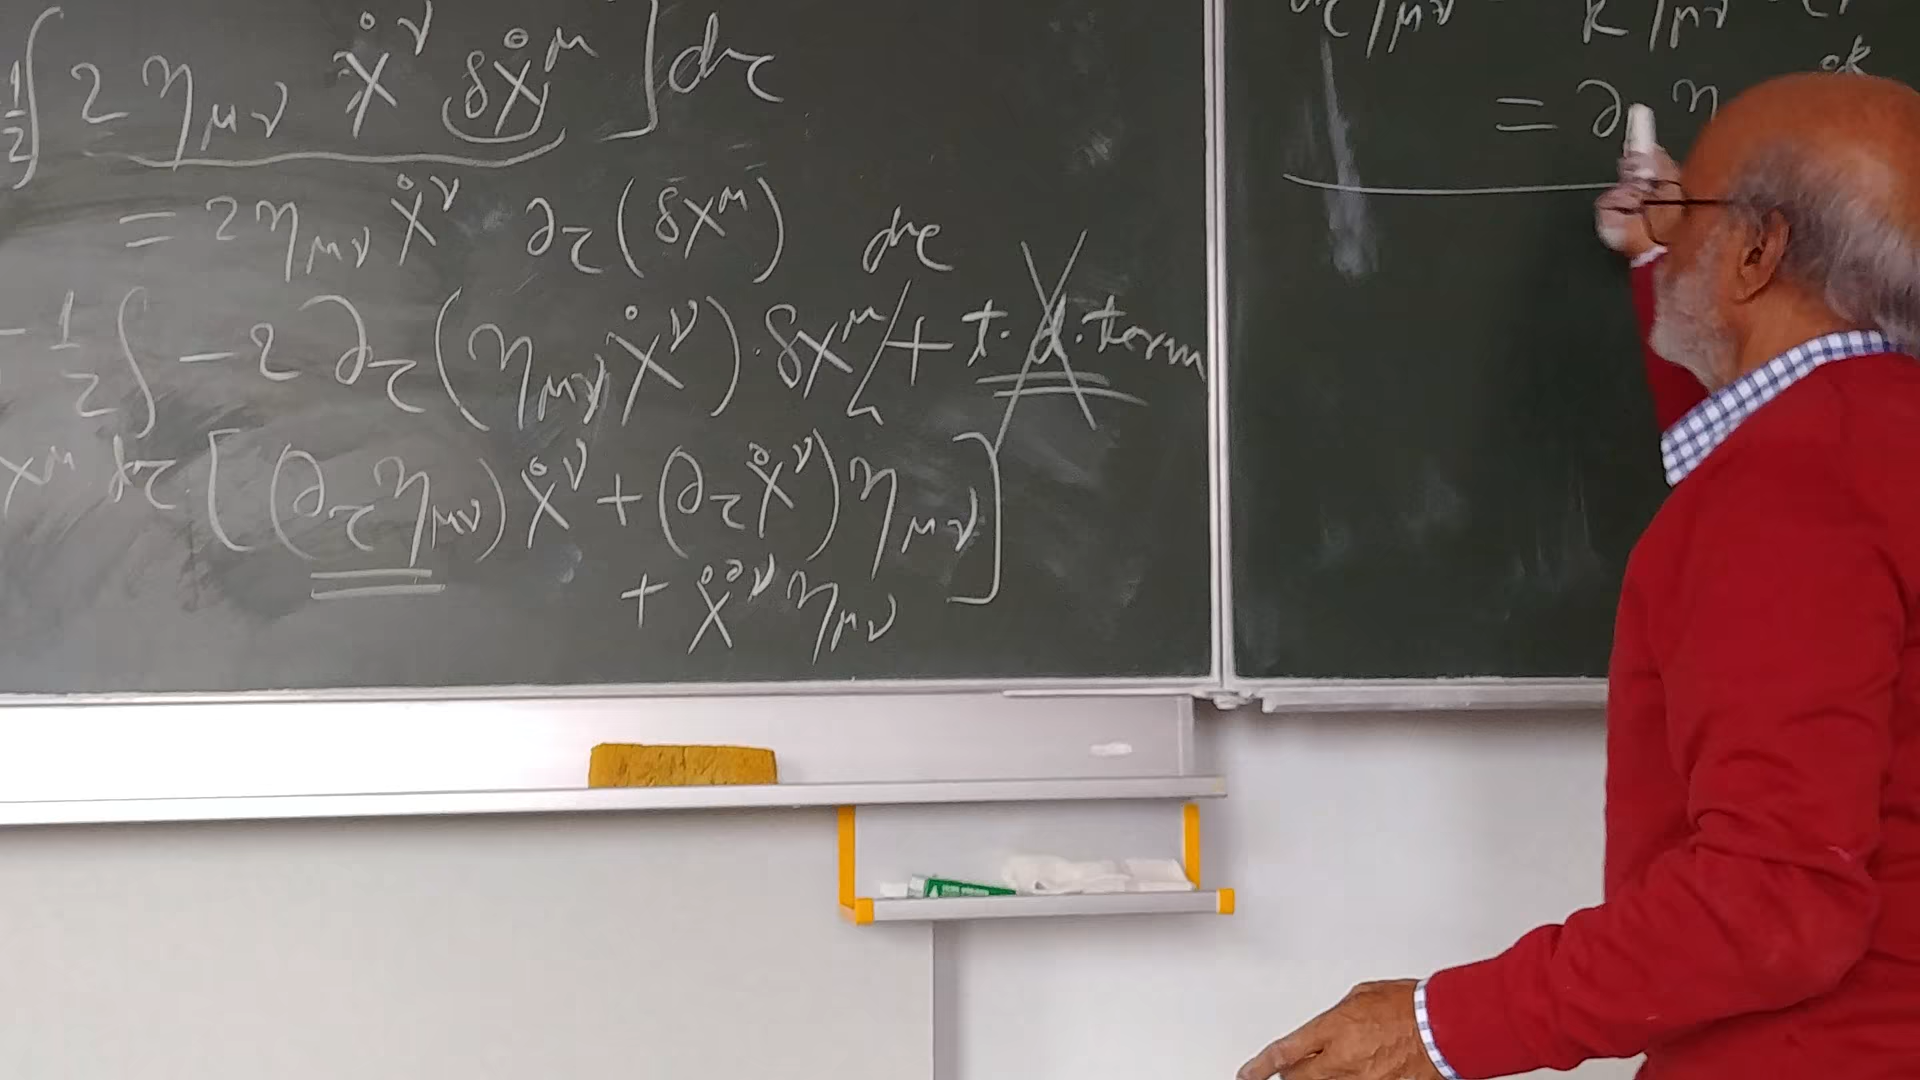 ½∫ 2 η_μν ẋ^ν δẋ^μ ] dτ
= 2 η_μν ẋ^ν ∂_τ (δx^μ) dτ
- ½ ∫ -2 ∂_τ (η_μν ẋ^ν) · δx^μ + t.d. term
x^μ dτ [ (∂_τ η_μν) ẋ^ν + (∂_τ ẋ^ν) η_μν ]
+ ẍ^ν η_μν
= ∂ η